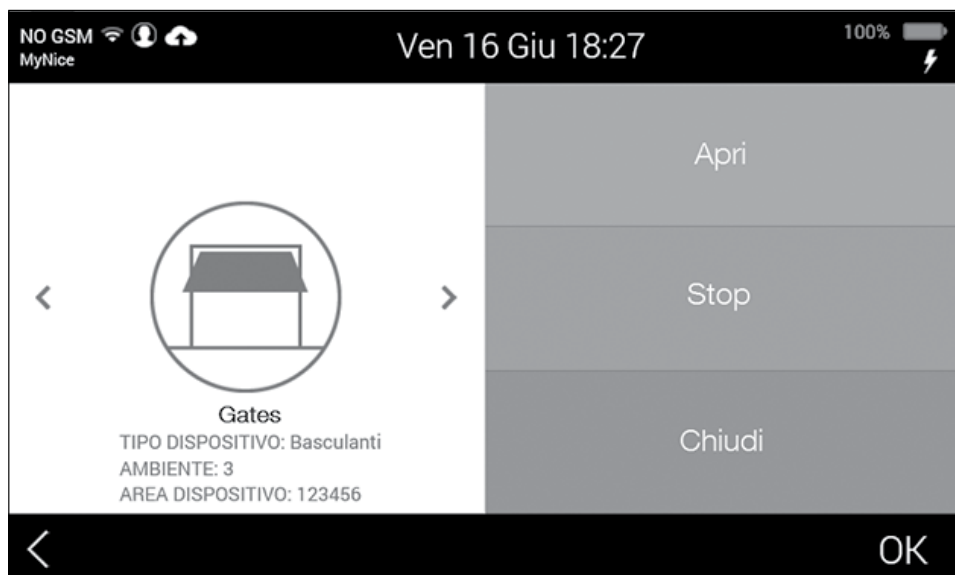 NO GSM
MyNice
Ven 16 Giu 18:27
100%
Apri
Stop
Chiudi
Gates
TIPO DISPOSITIVO: Basculanti
AMBIENTE: 3
AREA DISPOSITIVO: 123456
OK